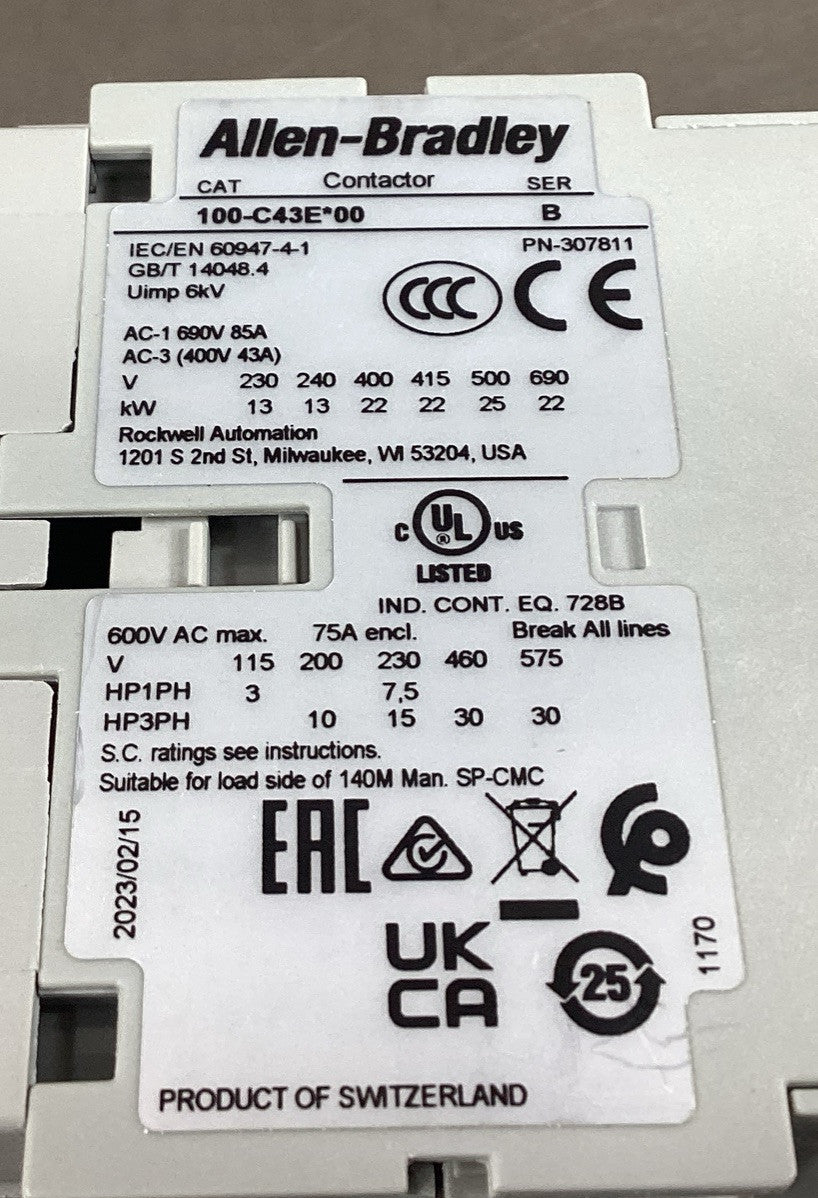 Allen-Bradley
CAT Contactor SER
100-C43E*00 B
IEC/EN 60947-4-1 PN-307811
GB/T 14048.4
Uimp 6kV
CCC CE
AC-1 690V 85A
AC-3 (400V 43A)
V 230 240 400 415 500 690
kW 13 13 22 22 25 22
Rockwell Automation
1201 S 2nd St, Milwaukee, WI 53204, USA
C UL® US
LISTED
IND. CONT. EQ. 728B
600V AC max. 75A encl. Break All lines
V 115 200 230 460 575
HP1PH 3 7,5
HP3PH 10 15 30 30
S.C. ratings see instructions.
Suitable for load side of 140M Man. SP-CMC
2023/02/15
EAC
UK
CA
25
1170
PRODUCT OF SWITZERLAND